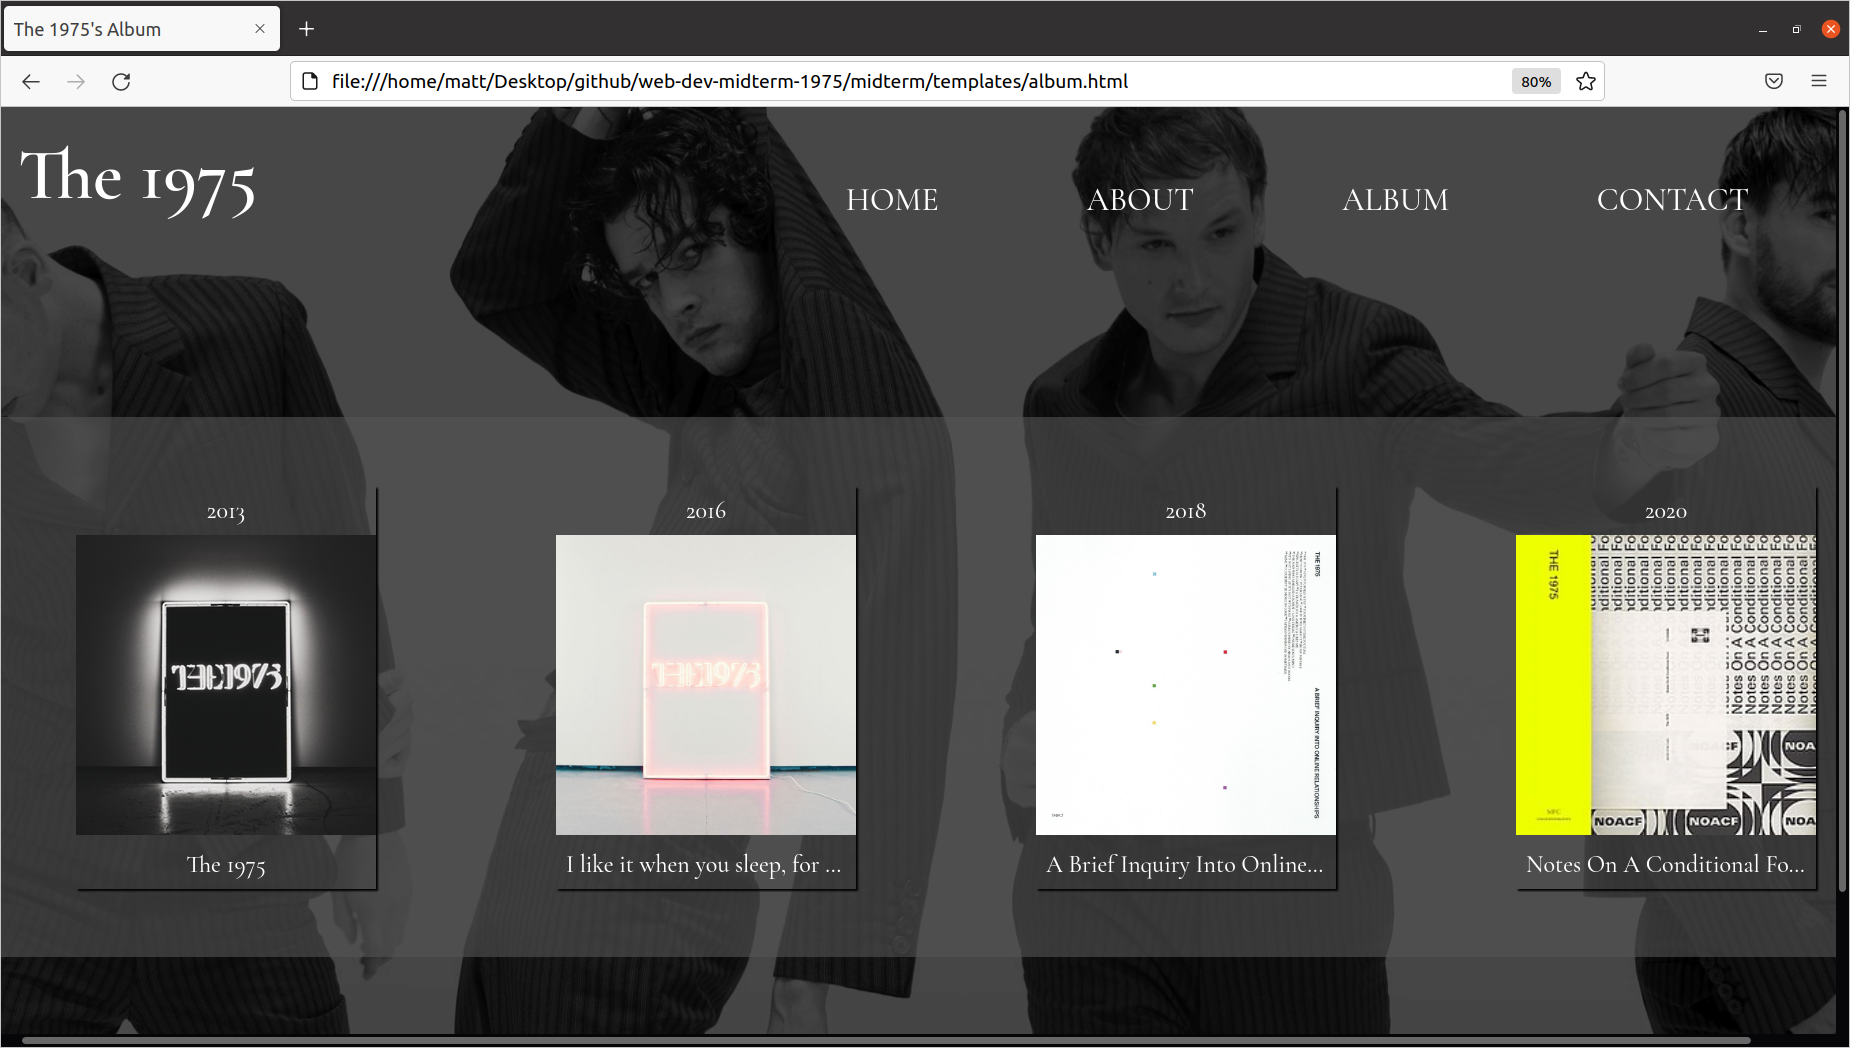 The 1975's Album
file:///home/matt/Desktop/github/web-dev-midterm-1975/midterm/templates/album.html
80%
The 1975
HOME
ABOUT
ALBUM
CONTACT
2013
THE 1975
The 1975
2016
THE 1975
I like it when you sleep, for ...
2018
THE 1975
A BRIEF INQUIRY INTO ONLINE RELATIONSHIPS
A Brief Inquiry Into Online...
2020
THE 1975
Notes On A Conditional Fo
MFC
NOACF
NOACF
NOA
NOA
Notes On A Conditional Fo...